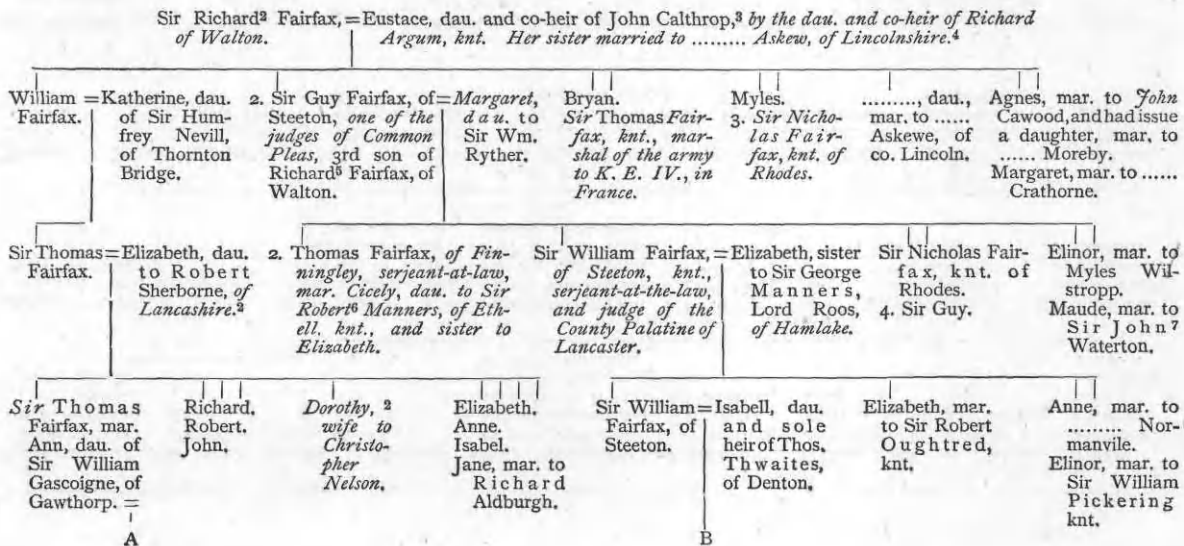 Sir Richard² Fairfax, = Eustace, dau. and co-heir of John Calthrop,³ by the dau. and co-heir of Richard
of Walton. Argum, knt. Her sister married to ......... Askew, of Lincolnshire.⁴
William = Katherine, dau.
Fairfax. of Sir Hum-
frey Nevill,
of Thornton
Bridge.
2. Sir Guy Fairfax, of = Margaret,
Steeton, one of the dau. to
judges of Common Sir Wm.
Pleas, 3rd son of Ryther.
Richard⁵ Fairfax, of
Walton.
Bryan.
Sir Thomas Fair-
fax, knt., mar-
shal of the army
to K. E. IV., in
France.
Myles.
3. Sir Nicho-
las Fair-
fax, knt. of
Rhodes.
........., dau.,
mar. to ......
Askewe, of
co. Lincoln.
Agnes, mar. to John
Cawood, and had issue
a daughter, mar. to
...... Moreby.
Margaret, mar. to ......
Crathorne.
Sir Thomas = Elizabeth, dau.
Fairfax. to Robert
Sherborne, of
Lancashire.²
2. Thomas Fairfax, of Fin-
ningley, serjeant-at-law,
mar. Cicely, dau. to Sir
Robert⁶ Manners, of Eth-
ell. knt., and sister to
Elizabeth.
Sir William Fairfax, = Elizabeth, sister
of Steeton, knt., to Sir George
serjeant-at-the-law, Manners,
and judge of the Lord Roos,
County Palatine of of Hamlake.
Lancaster.
Sir Nicholas Fair-
fax, knt. of
Rhodes.
4. Sir Guy.
Elinor, mar. to
Myles Wil-
stropp.
Maude, mar. to
Sir John⁷
Waterton.
Sir Thomas
Fairfax, mar.
Ann, dau. of
Sir William
Gascoigne, of
Gawthorp. =
A
Richard.
Robert.
John.
Dorothy, ²
wife to
Christo-
pher
Nelson.
Elizabeth.
Anne.
Isabel.
Jane, mar. to
Richard
Aldburgh.
Sir William = Isabell, dau.
Fairfax, of and sole
Steeton. heir of Thos.
Thwaites,
of Denton.
B
Elizabeth, mar.
to Sir Robert
Oughtred,
knt.
Anne, mar. to
......... Nor-
manvile.
Elinor, mar. to
Sir William
Pickering
knt.